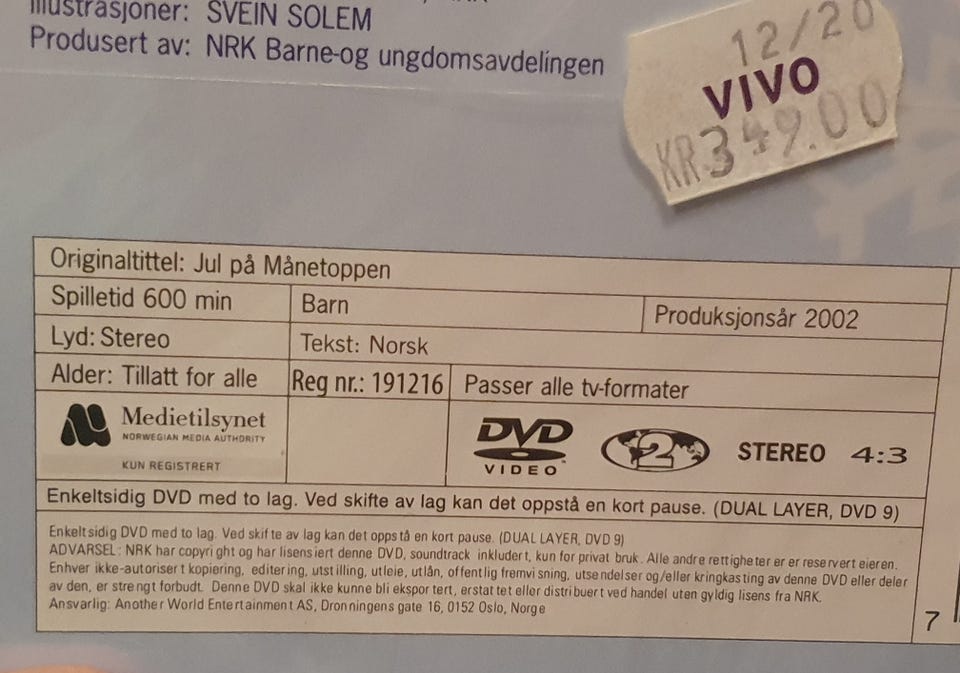 Illustrasjoner: SVEIN SOLEM
Produsert av: NRK Barne-og ungdomsavdelingen
12/20
VIVO
KR 349.00
Originaltittel: Jul på Månetoppen
Spilletid 600 min
Barn
Produksjonsår 2002
Lyd: Stereo
Tekst: Norsk
Alder: Tillatt for alle
Reg nr.: 191216
Passer alle tv-formater
Medietilsynet
NORWEGIAN MEDIA AUTHORITY
KUN REGISTRERT
DVD
VIDEO
2
STEREO
4:3
Enkeltsidig DVD med to lag. Ved skifte av lag kan det oppstå en kort pause. (DUAL LAYER, DVD 9)
Enkeltsidig DVD med to lag. Ved skifte av lag kan det oppstå en kort pause. (DUAL LAYER, DVD 9)
ADVARSEL: NRK har copyright og har lisensiert denne DVD, soundtrack inkludert, kun for privat bruk. Alle andre rettigheter er er reservert eieren.
Enhver ikke-autorisert kopiering, editering, utstilling, utleie, utlån, offentlig fremvisning, utsendelser og/eller kringkasting av denne DVD eller deler
av den, er strengt forbudt. Denne DVD skal ikke kunne bli eksportert, erstattet eller distribuert ved handel uten gyldig lisens fra NRK.
Ansvarlig: Another World Entertainment AS, Dronningens gate 16, 0152 Oslo, Norge
7